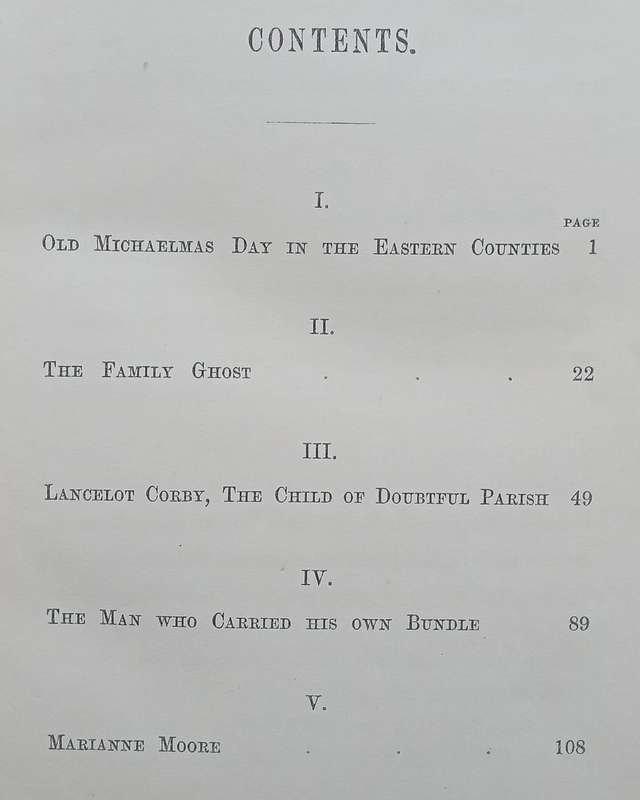 CONTENTS.
I.
PAGE
OLD MICHAELMAS DAY IN THE EASTERN COUNTIES 1
II.
THE FAMILY GHOST . . . 22
III.
LANCELOT CORBY, THE CHILD OF DOUBTFUL PARISH 49
IV.
THE MAN WHO CARRIED HIS OWN BUNDLE 89
V.
MARIANNE MOORE . . . 108